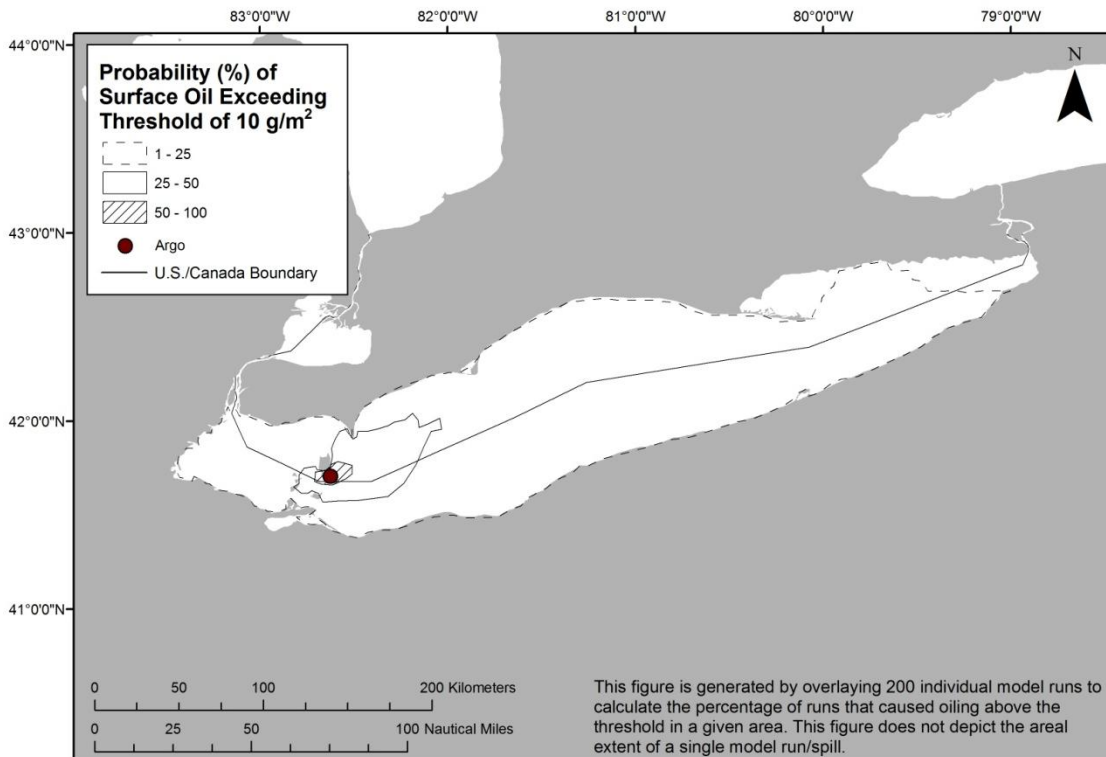 83°0'0"W 82°0'0"W 81°0'0"W 80°0'0"W 79°0'0"W
44°0'0"N
43°0'0"N
42°0'0"N
41°0'0"N
Probability (%) of
Surface Oil Exceeding
Threshold of 10 g/m²
1 - 25
25 - 50
50 - 100
Argo
U.S./Canada Boundary
N
0 50 100 200 Kilometers
0 25 50 100 Nautical Miles
This figure is generated by overlaying 200 individual model runs to
calculate the percentage of runs that caused oiling above the
threshold in a given area. This figure does not depict the areal
extent of a single model run/spill.